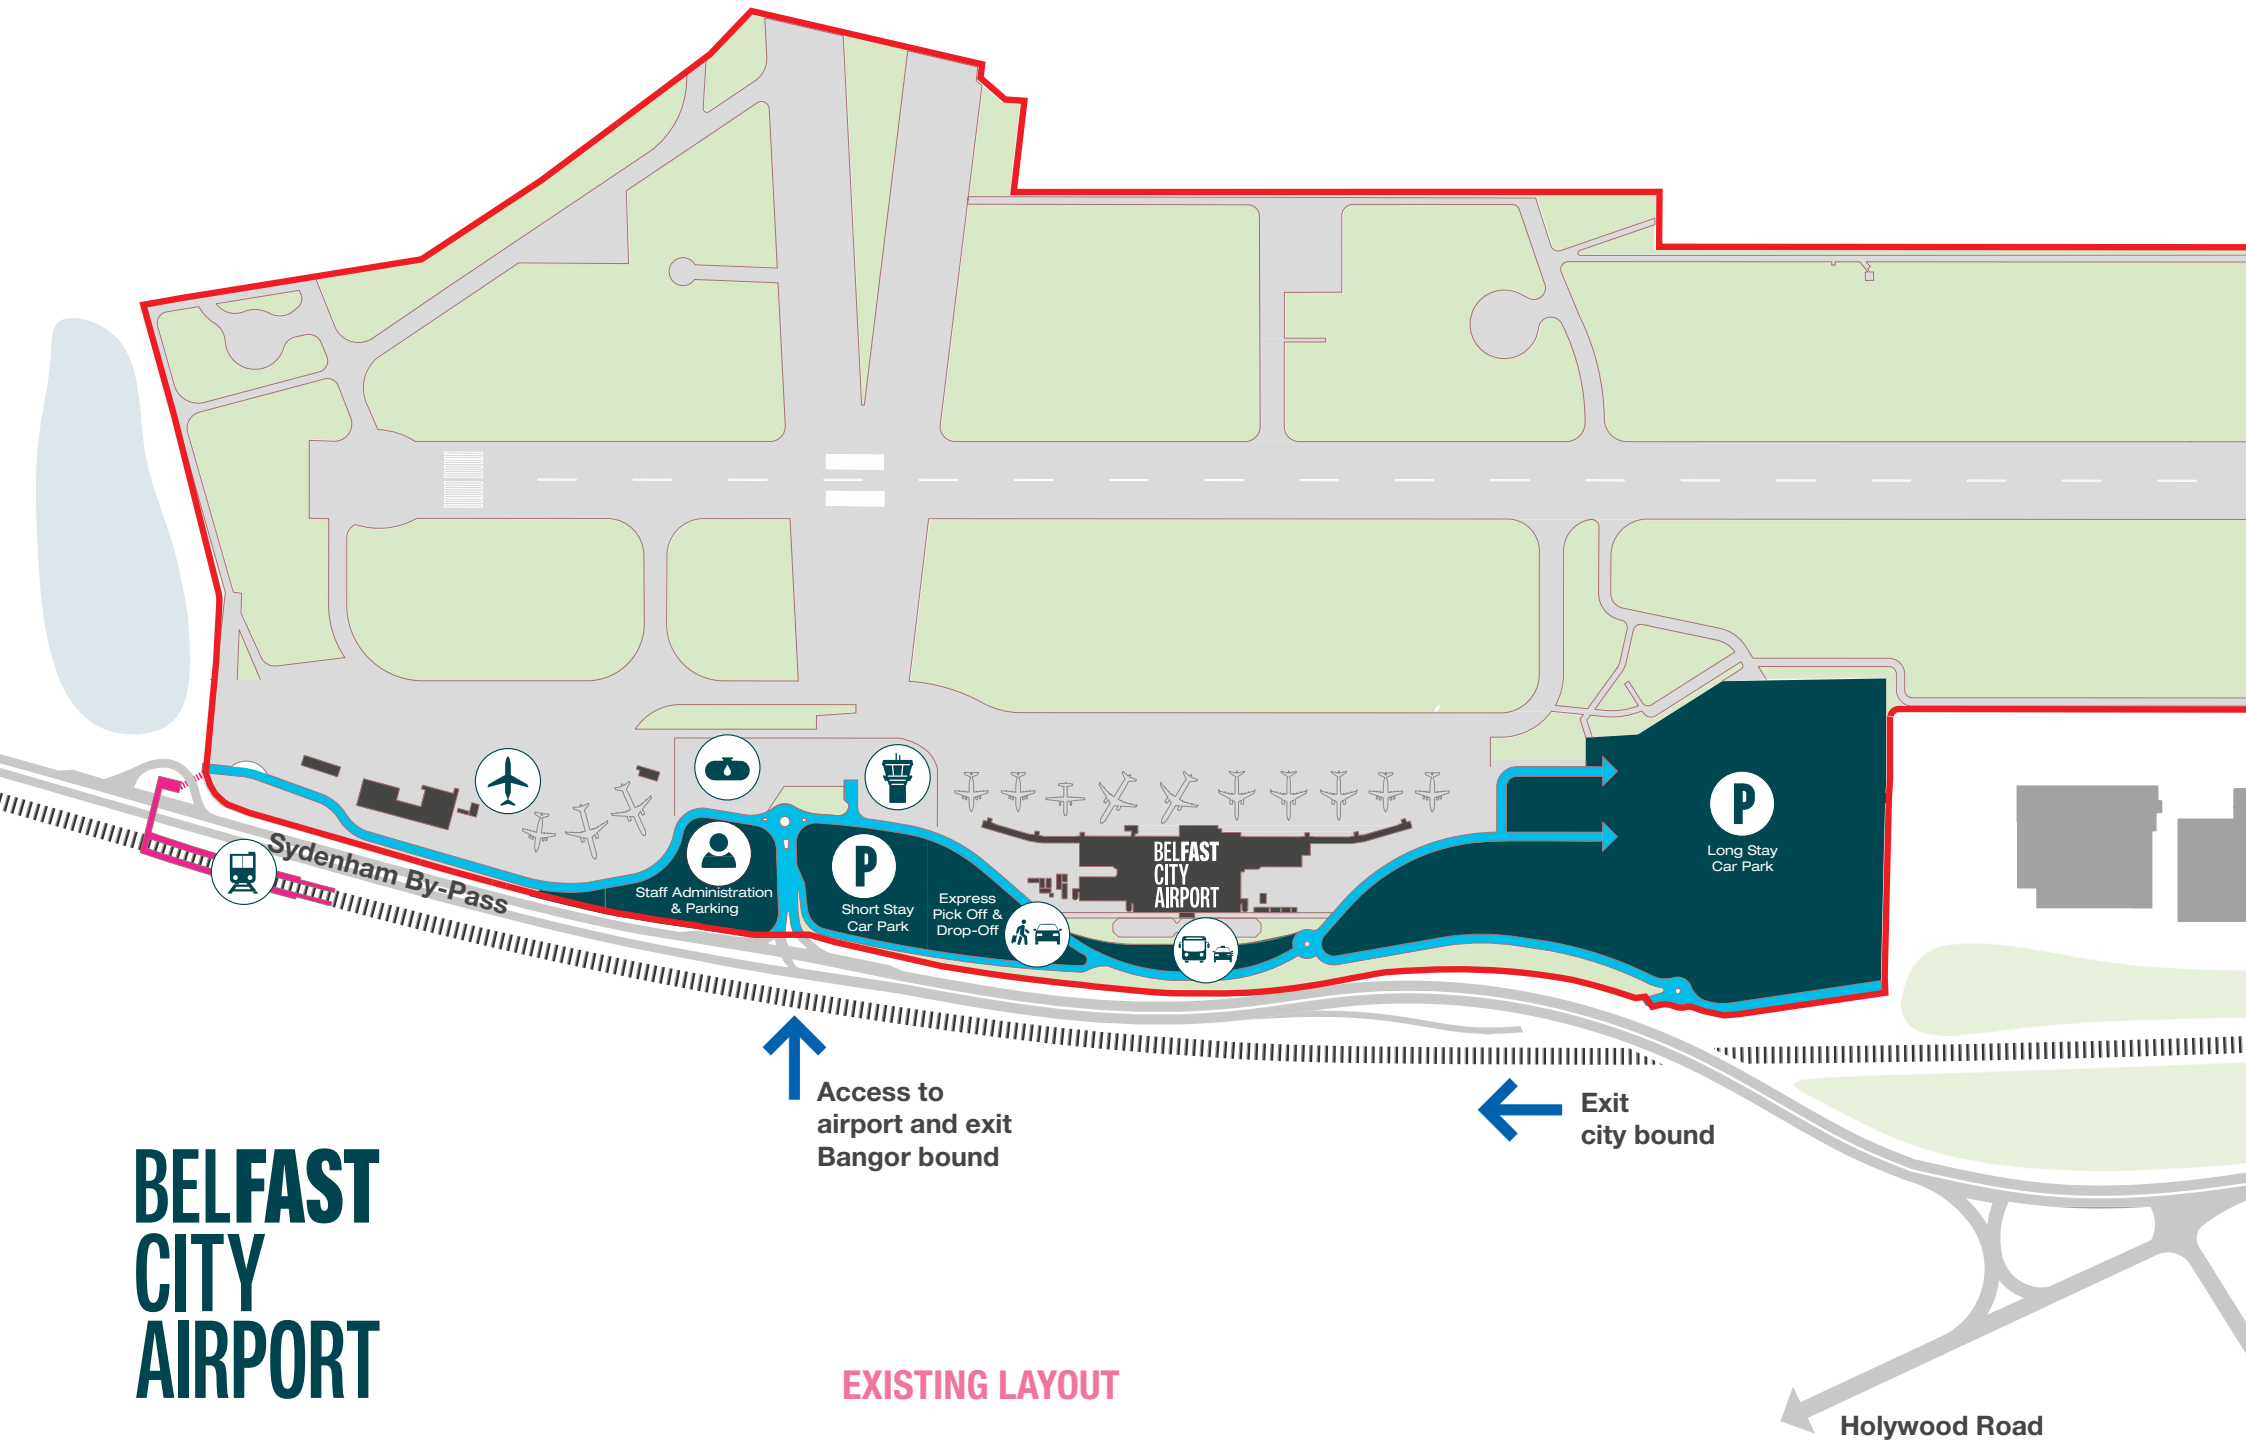 BELFAST
CITY
AIRPORT
Long Stay
Car Park
Staff Administration
& Parking
Short Stay
Car Park
Express
Pick Off &
Drop-Off
Sydenham By-Pass
Access to
airport and exit
Bangor bound
Exit
city bound
BELFAST
CITY
AIRPORT
EXISTING LAYOUT
Holywood Road
P
P